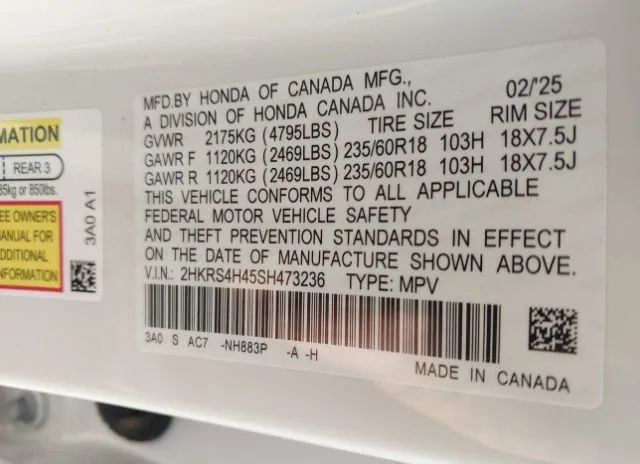 MATION
REAR 3
85kg or 850lbs.
EE OWNER'S
ANUAL FOR
DDITIONAL
NFORMATION
3A0 A1
MFD.BY HONDA OF CANADA MFG., 02/'25
A DIVISION OF HONDA CANADA INC.
GVWR 2175KG (4795LBS) TIRE SIZE RIM SIZE
GAWR F 1120KG (2469LBS) 235/60R18 103H 18X7.5J
GAWR R 1120KG (2469LBS) 235/60R18 103H 18X7.5J
THIS VEHICLE CONFORMS TO ALL APPLICABLE
FEDERAL MOTOR VEHICLE SAFETY
AND THEFT PREVENTION STANDARDS IN EFFECT
ON THE DATE OF MANUFACTURE SHOWN ABOVE.
V.I.N.: 2HKRS4H45SH473236 TYPE: MPV
3A0 S AC7 -NH883P -A -H
MADE IN CANADA